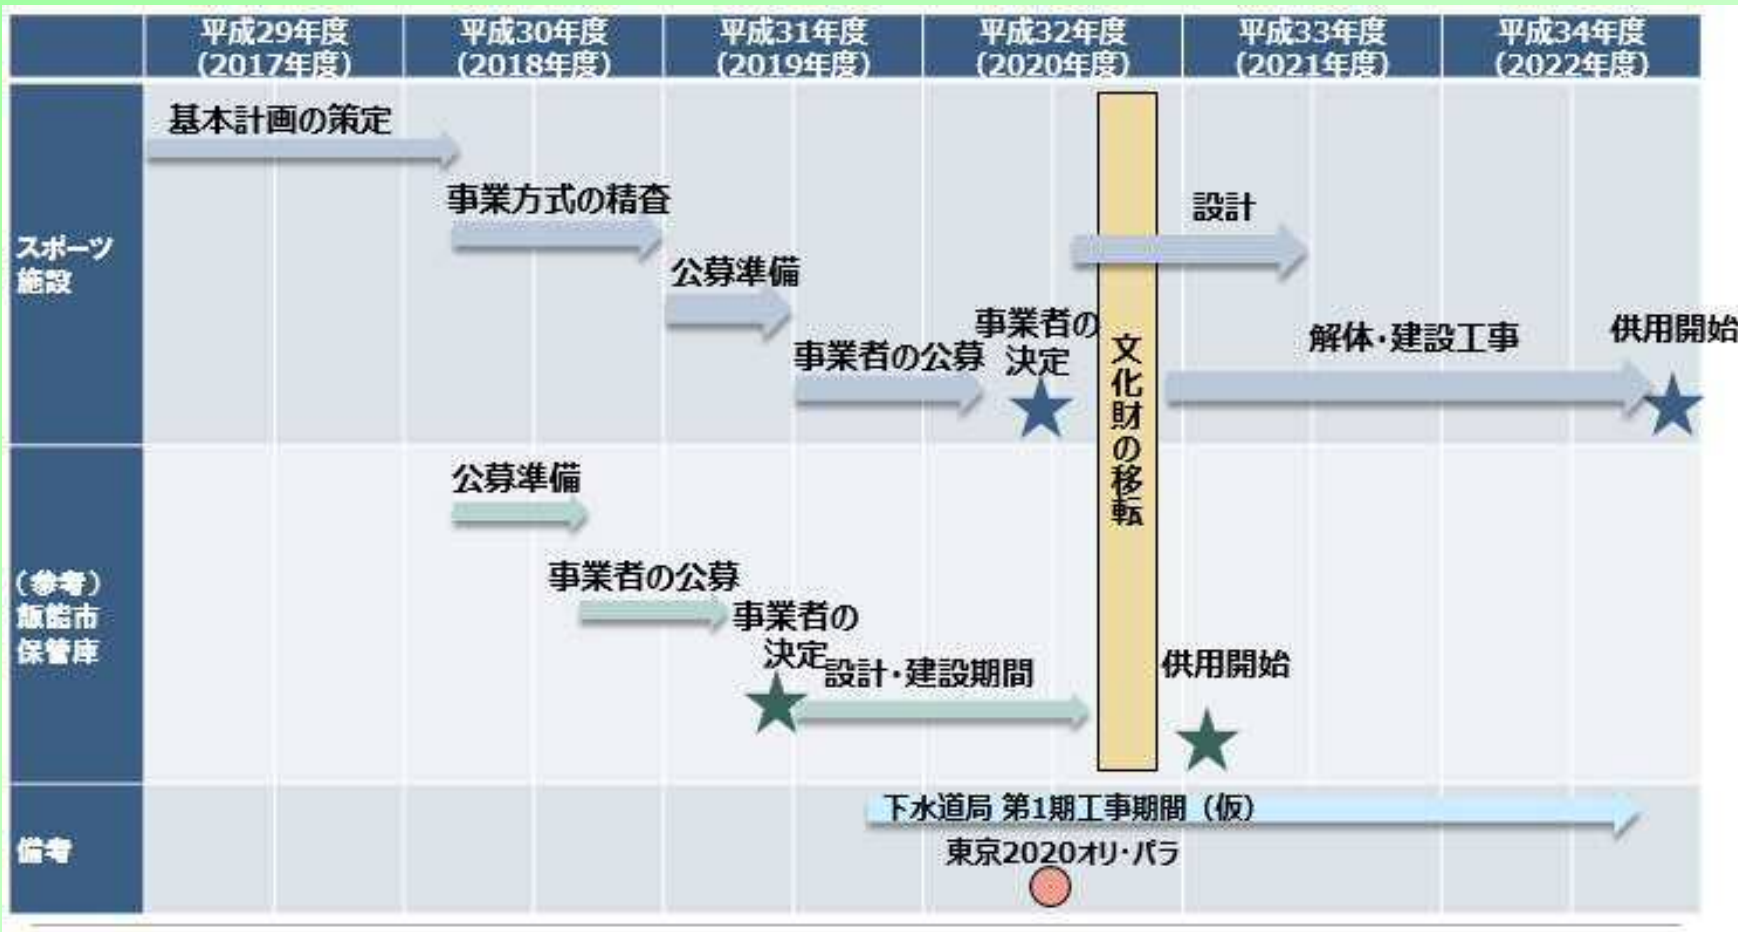 平成29年度
（2017年度）
平成30年度
（2018年度）
平成31年度
（2019年度）
平成32年度
（2020年度）
平成33年度
（2021年度）
平成34年度
（2022年度）
スポーツ
施設
基本計画の策定
事業方式の精査
公募準備
事業者の公募
事業者の
決定
文化財の移転
設計
解体・建設工事
供用開始
（参考）
飯能市
保管庫
公募準備
事業者の公募
事業者の
決定
設計・建設期間
供用開始
備考
下水道局 第1期工事期間（仮）
東京2020オリ・パラ